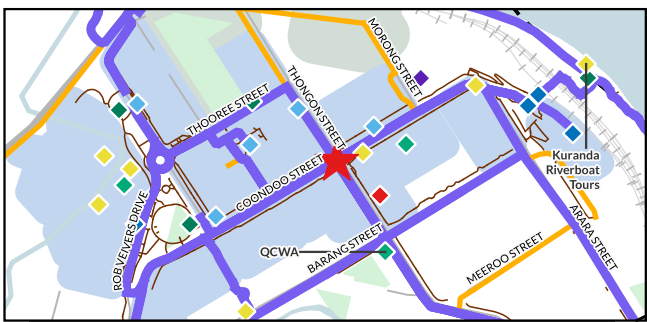 MORONG STREET
THONGON STREET
THOOREE STREET
Kuranda
Riverboat
Tours
COONDOO STREET
ROB VEIVERS DRIVE
ARARA STREET
BARANG STREET
QCWA
MEEROO STREET